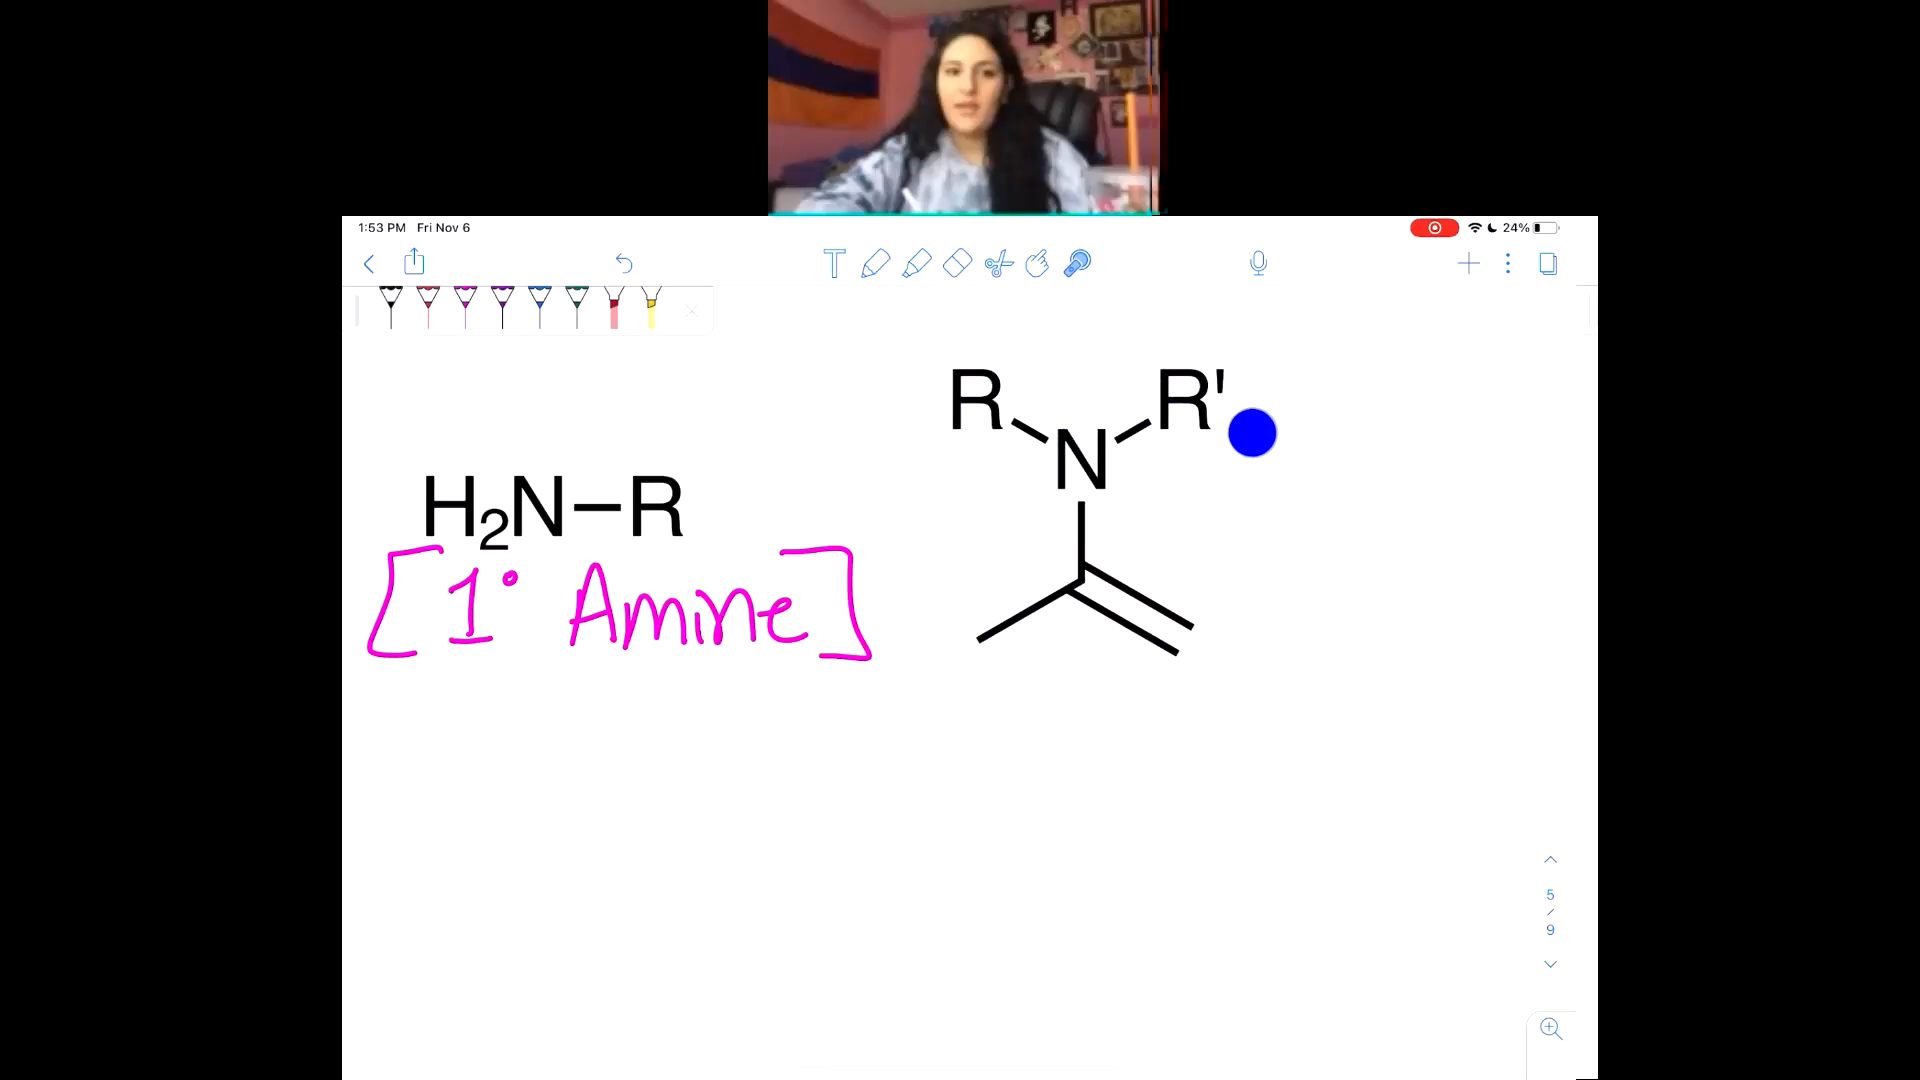 1:53 PM Fri Nov 6
24%
T
R
R'
N
H₂N–R
[1° Amine]
5
/
9